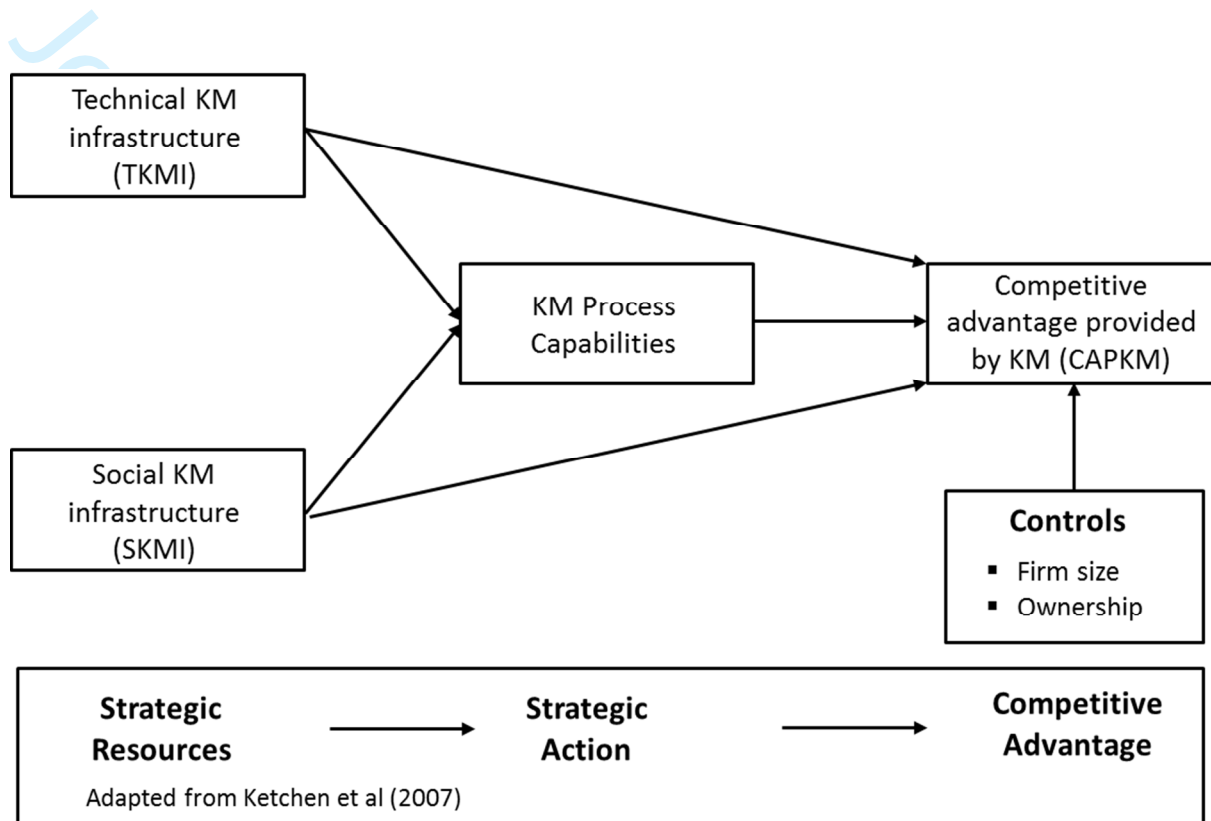 Technical KM
infrastructure
(TKMI)
KM Process
Capabilities
Competitive
advantage provided
by KM (CAPKM)
Social KM
infrastructure
(SKMI)
Controls
▪ Firm size
▪ Ownership
Strategic
Resources
Strategic
Action
Competitive
Advantage
Adapted from Ketchen et al (2007)